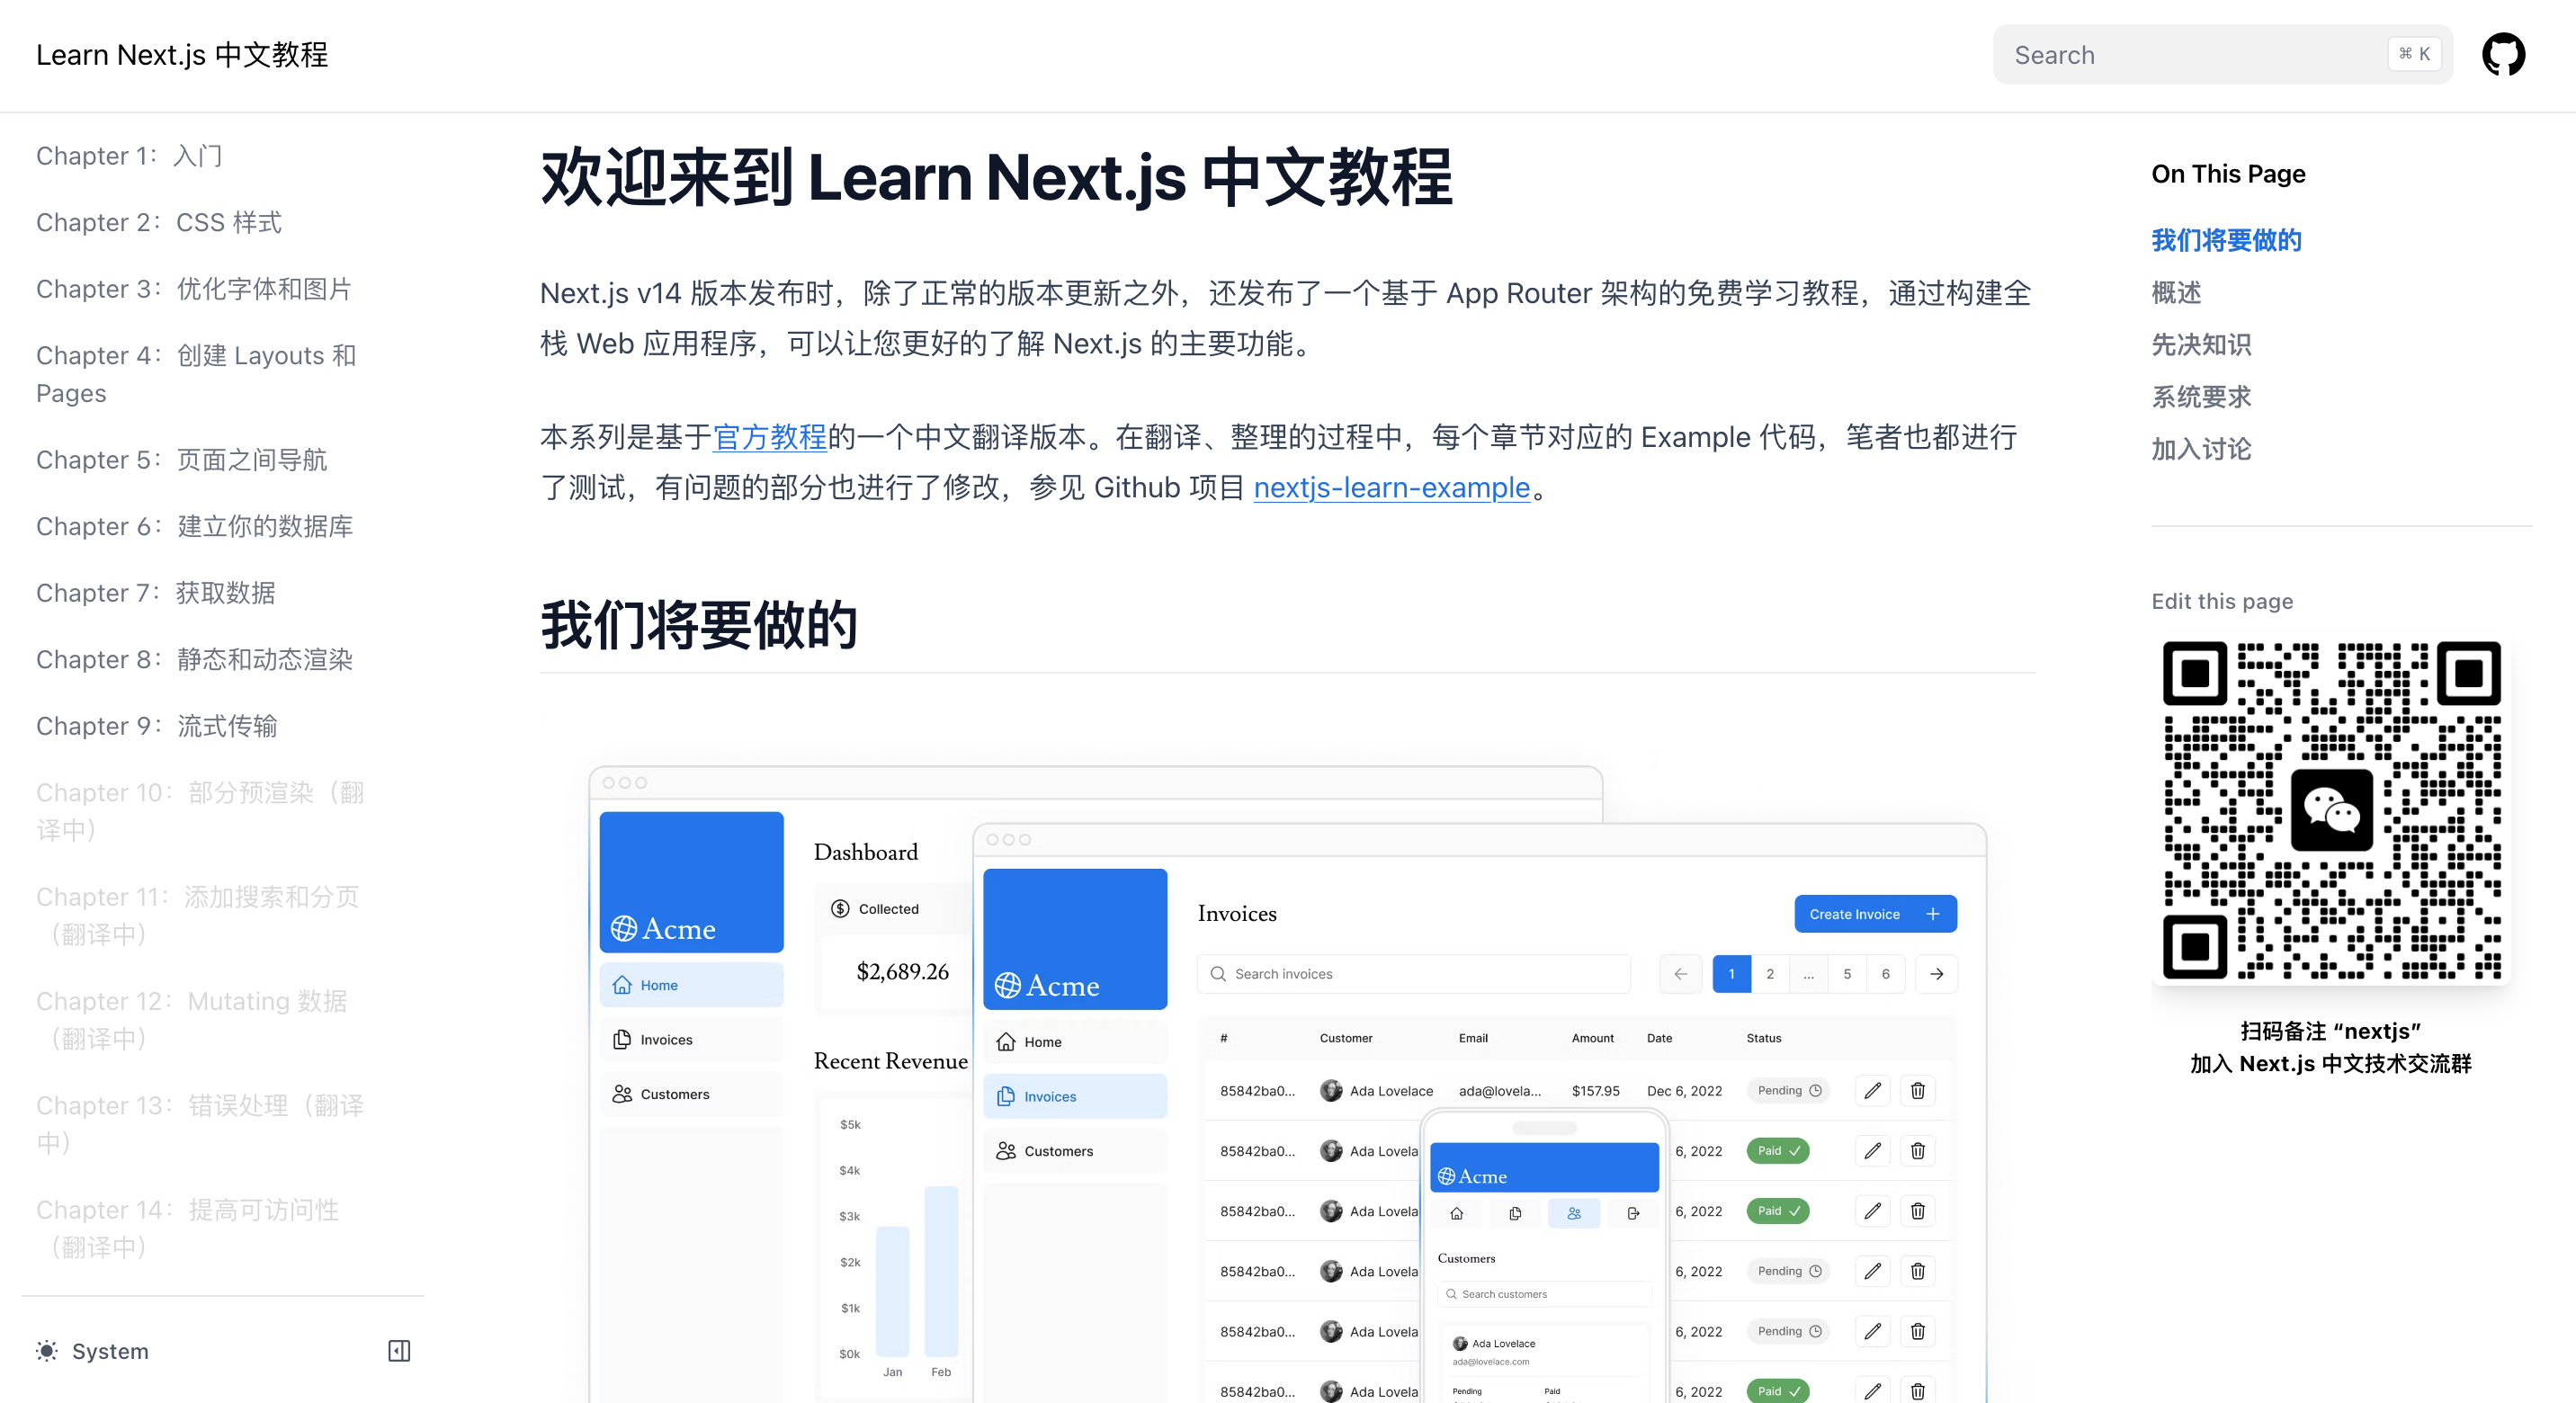 Learn Next.js 中文教程
Search
⌘ K
Chapter 1：入门
Chapter 2：CSS 样式
Chapter 3：优化字体和图片
Chapter 4：创建 Layouts 和
Pages
Chapter 5：页面之间导航
Chapter 6：建立你的数据库
Chapter 7：获取数据
Chapter 8：静态和动态渲染
Chapter 9：流式传输
Chapter 10：部分预渲染（翻
译中）
Chapter 11：添加搜索和分页
（翻译中）
Chapter 12：Mutating 数据
（翻译中）
Chapter 13：错误处理（翻译
中）
Chapter 14：提高可访问性
（翻译中）
System
欢迎来到 Learn Next.js 中文教程
Next.js v14 版本发布时，除了正常的版本更新之外，还发布了一个基于 App Router 架构的免费学习教程，通过构建全
栈 Web 应用程序，可以让您更好的了解 Next.js 的主要功能。
本系列是基于官方教程的一个中文翻译版本。在翻译、整理的过程中，每个章节对应的 Example 代码，笔者也都进行
了测试，有问题的部分也进行了修改，参见 Github 项目 nextjs-learn-example。
我们将要做的
Acme
Home
Invoices
Customers
Dashboard
Collected
$2,689.26
Recent Revenue
$5k
$4k
$3k
$2k
$1k
$0k
Jan Feb
Acme
Home
Invoices
Customers
Invoices
Create Invoice
Search invoices
1 2 ... 5 6
# Customer Email Amount Date Status
85842ba0... Ada Lovelace ada@lovela... $157.95 Dec 6, 2022 Pending
85842ba0... Ada Lovela 6, 2022 Paid
85842ba0... Ada Lovela 6, 2022 Paid
85842ba0... Ada Lovela 6, 2022 Pending
85842ba0... Ada Lovela 6, 2022 Pending
85842ba0... Ada Lovela 6, 2022 Paid
Acme
Customers
Search customers
Ada Lovelace
ada@lovelace.com
Pending Paid
On This Page
我们将要做的
概述
先决知识
系统要求
加入讨论
Edit this page
扫码备注 “nextjs”
加入 Next.js 中文技术交流群